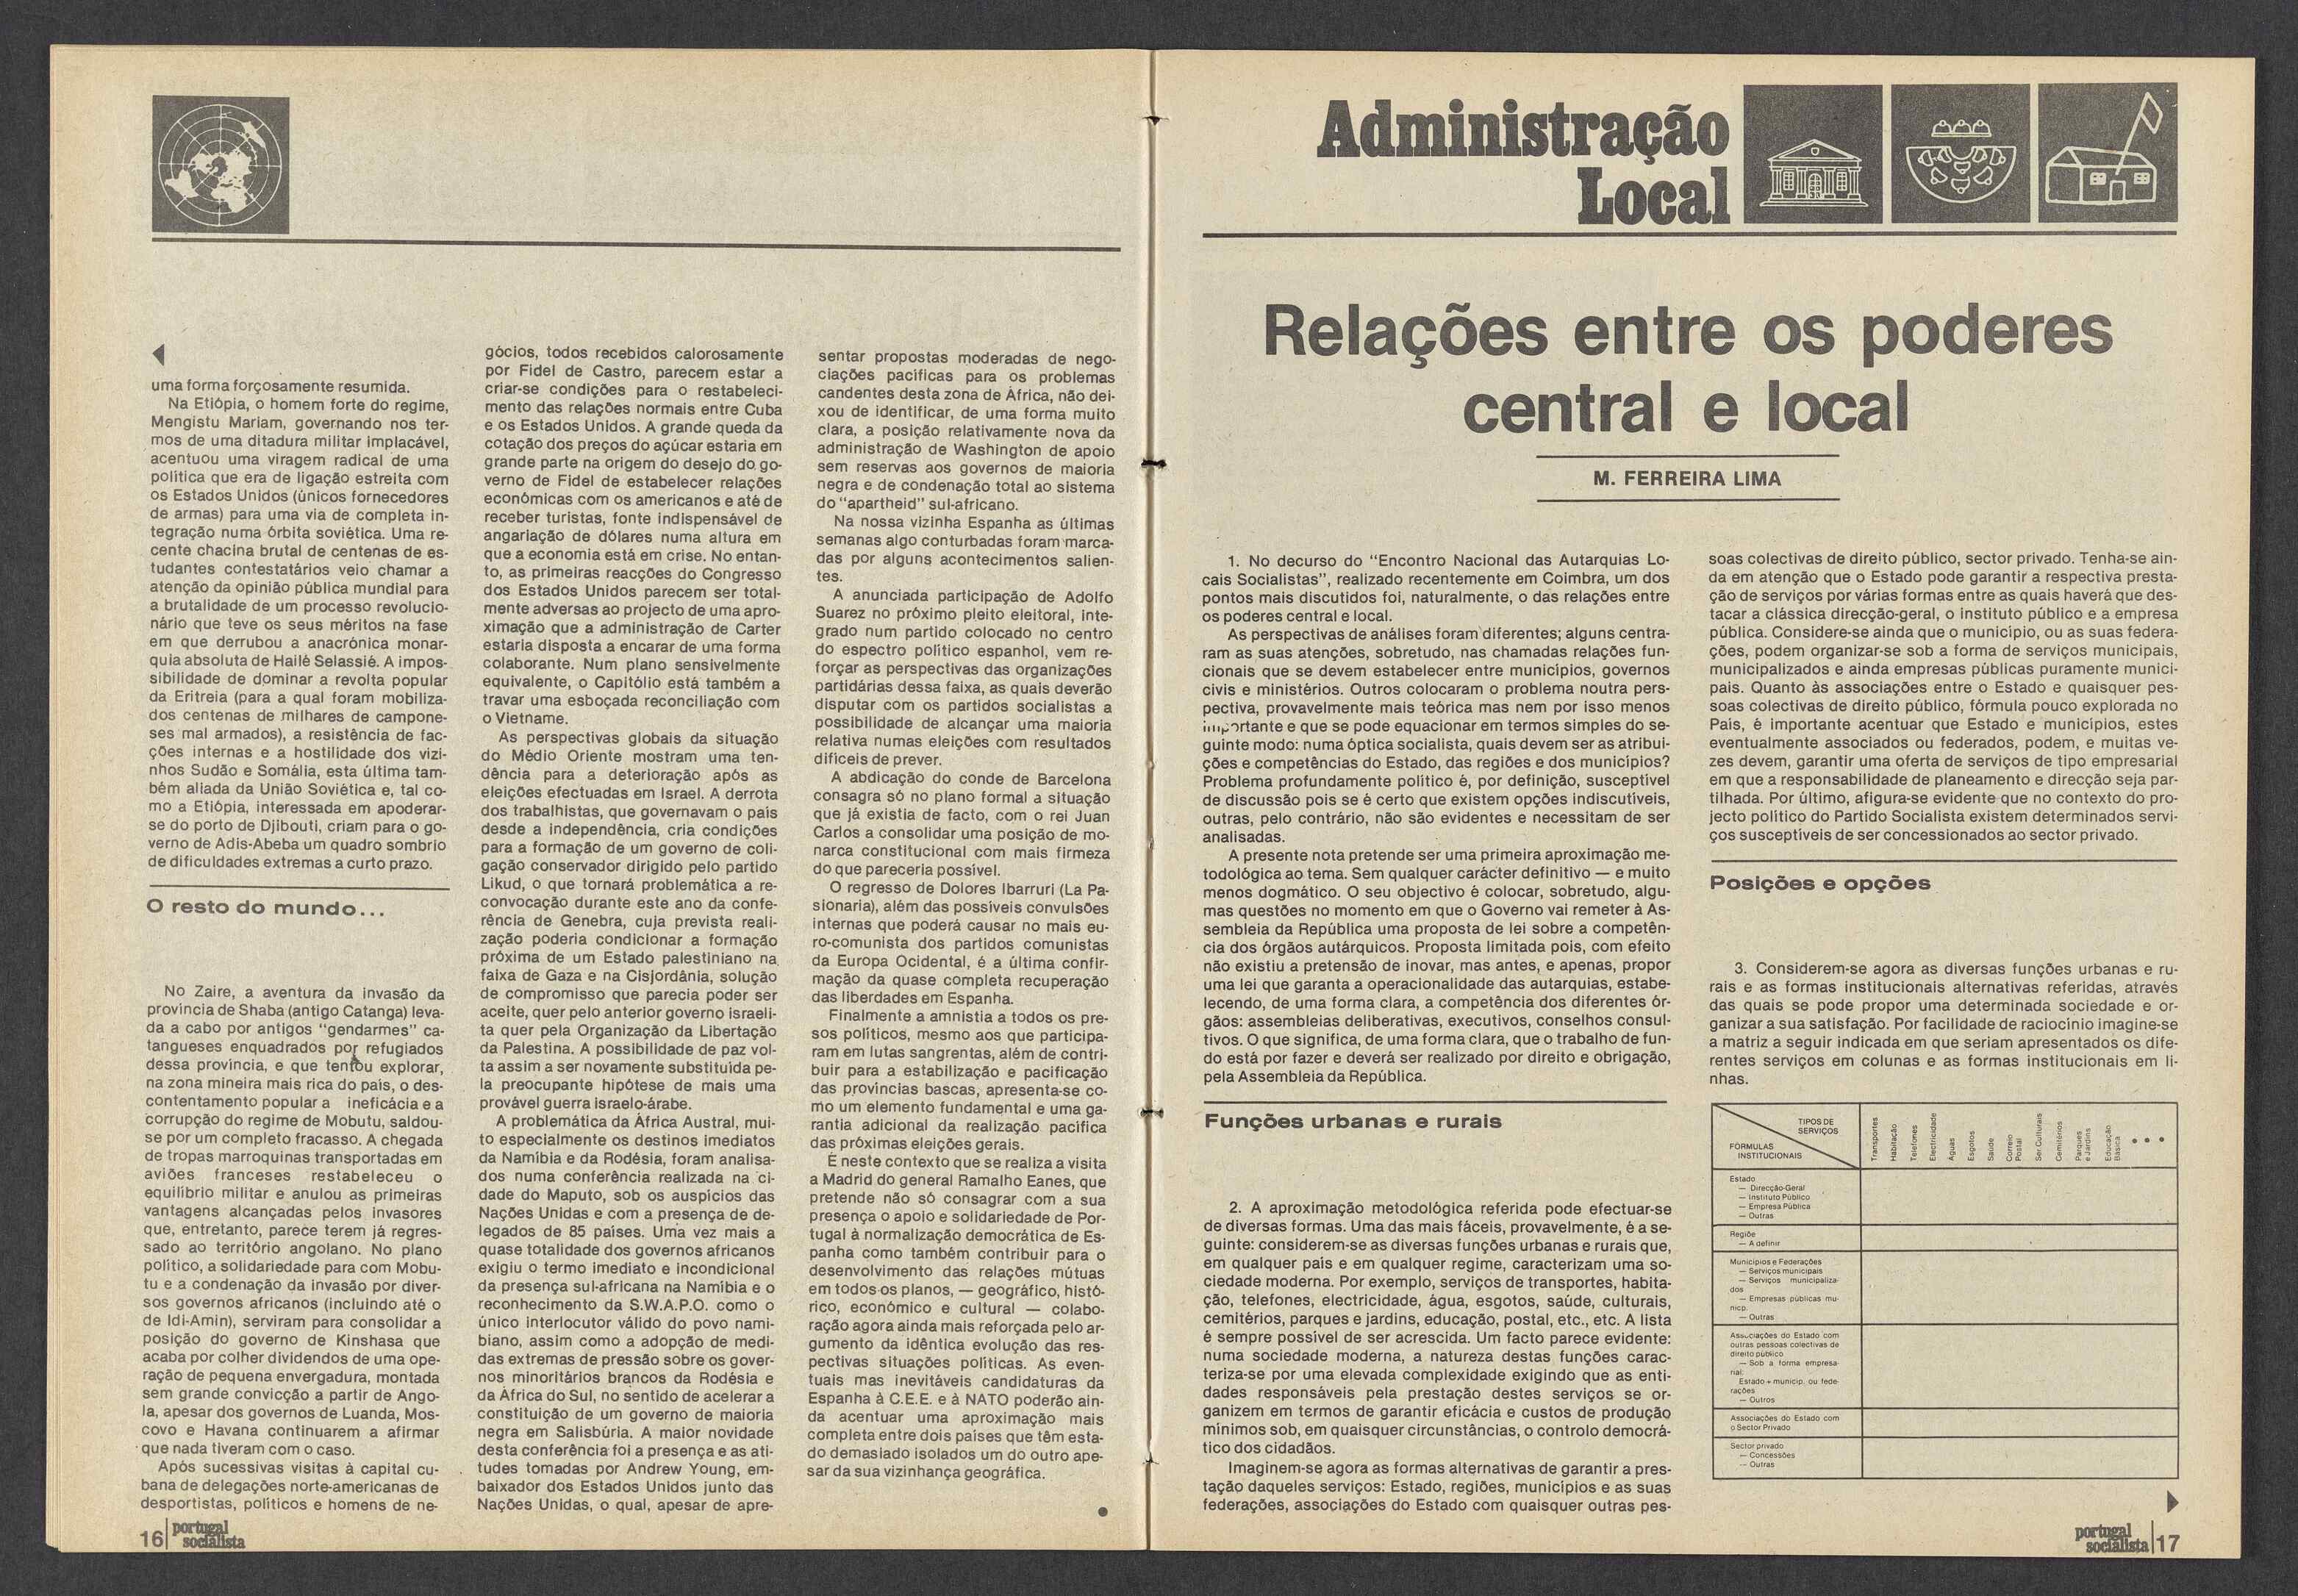 uma forma forçosamente resumida.
Na Etiópia, o homem forte do regime,
Mengistu Mariam, governando nos ter-
mos de uma ditadura militar implacável,
acentuou uma viragem radical de uma
política que era de ligação estreita com
os Estados Unidos (únicos fornecedores
de armas) para uma via de completa in-
tegração numa órbita soviética. Uma re-
cente chacina brutal de centenas de es-
tudantes contestatários veio chamar a
atenção da opinião pública mundial para
a brutalidade de um processo revolucio-
nário que teve os seus méritos na fase
em que derrubou a anacrónica monar-
quia absoluta de Hailé Selassié. A impos-
sibilidade de dominar a revolta popular
da Eritreia (para a qual foram mobiliza-
dos centenas de milhares de campone-
ses mal armados), a resistência de fac-
ções internas e a hostilidade dos vizi-
nhos Sudão e Somália, esta última tam-
bém aliada da União Soviética e, tal co-
mo a Etiópia, interessada em apoderar-
se do porto de Djibouti, criam para o go-
verno de Adis-Abeba um quadro sombrio
de dificuldades extremas a curto prazo.
O resto do mundo...
No Zaire, a aventura da invasão da
província de Shaba (antigo Catanga) leva-
da a cabo por antigos "gendarmes" ca-
tangueses enquadrados por refugiados
dessa província, e que tentou explorar,
na zona mineira mais rica do país, o des-
contentamento popular a ineficácia e a
corrupção do regime de Mobutu, saldou-
se por um completo fracasso. A chegada
de tropas marroquinas transportadas em
aviões franceses restabeleceu o
equilíbrio militar e anulou as primeiras
vantagens alcançadas pelos invasores
que, entretanto, parece terem já regres-
sado ao território angolano. No plano
político, a solidariedade para com Mobu-
tu e a condenação da invasão por diver-
sos governos africanos (incluindo até o
de Idi-Amin), serviram para consolidar a
posição do governo de Kinshasa que
acaba por colher dividendos de uma ope-
ração de pequena envergadura, montada
sem grande convicção a partir de Ango-
la, apesar dos governos de Luanda, Mos-
covo e Havana continuarem a afirmar
que nada tiveram com o caso.
Após sucessivas visitas à capital cu-
bana de delegações norte-americanas de
desportistas, políticos e homens de ne-
gócios, todos recebidos calorosamente
por Fidel de Castro, parecem estar a
criar-se condições para o restabeleci-
mento das relações normais entre Cuba
e os Estados Unidos. A grande queda da
cotação dos preços do açúcar estaria em
grande parte na origem do desejo do go-
verno de Fidel de estabelecer relações
económicas com os americanos e até de
receber turistas, fonte indispensável de
angariação de dólares numa altura em
que a economia está em crise. No entan-
to, as primeiras reacções do Congresso
dos Estados Unidos parecem ser total-
mente adversas ao projecto de uma apro-
ximação que a administração de Carter
estaria disposta a encarar de uma forma
colaborante. Num plano sensivelmente
equivalente, o Capitólio está também a
travar uma esboçada reconciliação com
o Vietname.
As perspectivas globais da situação
do Médio Oriente mostram uma ten-
dência para a deterioração após as
eleições efectuadas em Israel. A derrota
dos trabalhistas, que governavam o país
desde a independência, cria condições
para a formação de um governo de coli-
gação conservador dirigido pelo partido
Likud, o que tornará problemática a re-
convocação durante este ano da confe-
rência de Genebra, cuja prevista reali-
zação poderia condicionar a formação
próxima de um Estado palestiniano na
faixa de Gaza e na Cisjordânia, solução
de compromisso que parecia poder ser
aceite, quer pelo anterior governo israeli-
ta quer pela Organização da Libertação
da Palestina. A possibilidade de paz vol-
ta assim a ser novamente substituída pe-
la preocupante hipótese de mais uma
provável guerra israelo-árabe.
A problemática da África Austral, mui-
to especialmente os destinos imediatos
da Namíbia e da Rodésia, foram analisa-
dos numa conferência realizada na ci-
dade do Maputo, sob os auspícios das
Nações Unidas e com a presença de de-
legados de 85 países. Uma vez mais a
quase totalidade dos governos africanos
exigiu o termo imediato e incondicional
da presença sul-africana na Namíbia e o
reconhecimento da S.W.A.P.O. como o
único interlocutor válido do povo nami-
biano, assim como a adopção de medi-
das extremas de pressão sobre os gover-
nos minoritários brancos da Rodésia e
da África do Sul, no sentido de acelerar a
constituição de um governo de maioria
negra em Salisbúria. A maior novidade
desta conferência foi a presença e as ati-
tudes tomadas por Andrew Young, em-
baixador dos Estados Unidos junto das
Nações Unidas, o qual, apesar de apre-
sentar propostas moderadas de nego-
ciações pacíficas para os problemas
candentes desta zona de África, não dei-
xou de identificar, de uma forma muito
clara, a posição relativamente nova da
administração de Washington de apoio
sem reservas aos governos de maioria
negra e de condenação total ao sistema
do "apartheid" sul-africano.
Na nossa vizinha Espanha as últimas
semanas algo conturbadas foram marca-
das por alguns acontecimentos salien-
tes.
A anunciada participação de Adolfo
Suarez no próximo pleito eleitoral, inte-
grado num partido colocado no centro
do espectro político espanhol, vem re-
forçar as perspectivas das organizações
partidárias dessa faixa, as quais deverão
disputar com os partidos socialistas a
possibilidade de alcançar uma maioria
relativa numas eleições com resultados
difíceis de prever.
A abdicação do conde de Barcelona
consagra só no plano formal a situação
que já existia de facto, com o rei Juan
Carlos a consolidar uma posição de mo-
narca constitucional com mais firmeza
do que pareceria possível.
O regresso de Dolores Ibarruri (La Pa-
sionaria), além das possíveis convulsões
internas que poderá causar no mais eu-
ro-comunista dos partidos comunistas
da Europa Ocidental, é a última confir-
mação da quase completa recuperação
das liberdades em Espanha.
Finalmente a amnistia a todos os pre-
sos políticos, mesmo aos que participa-
ram em lutas sangrentas, além de contri-
buir para a estabilização e pacificação
das províncias bascas, apresenta-se co-
mo um elemento fundamental e uma ga-
rantia adicional da realização pacífica
das próximas eleições gerais.
É neste contexto que se realiza a visita
a Madrid do general Ramalho Eanes, que
pretende não só consagrar com a sua
presença o apoio e solidariedade de Por-
tugal à normalização democrática de Es-
panha como também contribuir para o
desenvolvimento das relações mútuas
em todos os planos, — geográfico, histó-
rico, económico e cultural — colabo-
ração agora ainda mais reforçada pelo ar-
gumento da idêntica evolução das res-
pectivas situações políticas. As even-
tuais mas inevitáveis candidaturas da
Espanha à C.E.E. e à NATO poderão ain-
da acentuar uma aproximação mais
completa entre dois países que têm esta-
do demasiado isolados um do outro ape-
sar da sua vizinhança geográfica.
16 portugal
socialista
Administração
Local
Relações entre os poderes
central e local
M. FERREIRA LIMA
1. No decurso do "Encontro Nacional das Autarquias Lo-
cais Socialistas", realizado recentemente em Coimbra, um dos
pontos mais discutidos foi, naturalmente, o das relações entre
os poderes central e local.
As perspectivas de análises foram diferentes; alguns centra-
ram as suas atenções, sobretudo, nas chamadas relações fun-
cionais que se devem estabelecer entre municípios, governos
civis e ministérios. Outros colocaram o problema noutra pers-
pectiva, provavelmente mais teórica mas nem por isso menos
importante e que se pode equacionar em termos simples do se-
guinte modo: numa óptica socialista, quais devem ser as atribui-
ções e competências do Estado, das regiões e dos municípios?
Problema profundamente político é, por definição, susceptível
de discussão pois se é certo que existem opções indiscutíveis,
outras, pelo contrário, não são evidentes e necessitam de ser
analisadas.
A presente nota pretende ser uma primeira aproximação me-
todológica ao tema. Sem qualquer carácter definitivo — e muito
menos dogmático. O seu objectivo é colocar, sobretudo, algu-
mas questões no momento em que o Governo vai remeter à As-
sembleia da República uma proposta de lei sobre a competên-
cia dos órgãos autárquicos. Proposta limitada pois, com efeito
não existiu a pretensão de inovar, mas antes, e apenas, propor
uma lei que garanta a operacionalidade das autarquias, estabe-
lecendo, de uma forma clara, a competência dos diferentes ór-
gãos: assembleias deliberativas, executivos, conselhos consul-
tivos. O que significa, de uma forma clara, que o trabalho de fun-
do está por fazer e deverá ser realizado por direito e obrigação,
pela Assembleia da República.
Funções urbanas e rurais
2. A aproximação metodológica referida pode efectuar-se
de diversas formas. Uma das mais fáceis, provavelmente, é a se-
guinte: considerem-se as diversas funções urbanas e rurais que,
em qualquer país e em qualquer regime, caracterizam uma so-
ciedade moderna. Por exemplo, serviços de transportes, habita-
ção, telefones, electricidade, água, esgotos, saúde, culturais,
cemitérios, parques e jardins, educação, postal, etc., etc. A lista
é sempre possível de ser acrescida. Um facto parece evidente:
numa sociedade moderna, a natureza destas funções carac-
teriza-se por uma elevada complexidade exigindo que as enti-
dades responsáveis pela prestação destes serviços se or-
ganizem em termos de garantir eficácia e custos de produção
mínimos sob, em quaisquer circunstâncias, o controlo democrá-
tico dos cidadãos.
Imaginem-se agora as formas alternativas de garantir a pres-
tação daqueles serviços: Estado, regiões, municípios e as suas
federações, associações do Estado com quaisquer outras pes-
soas colectivas de direito público, sector privado. Tenha-se ain-
da em atenção que o Estado pode garantir a respectiva presta-
ção de serviços por várias formas entre as quais haverá que des-
tacar a clássica direcção-geral, o instituto público e a empresa
pública. Considere-se ainda que o município, ou as suas federa-
ções, podem organizar-se sob a forma de serviços municipais,
municipalizados e ainda empresas públicas puramente munici-
pais. Quanto às associações entre o Estado e quaisquer pes-
soas colectivas de direito público, fórmula pouco explorada no
País, é importante acentuar que Estado e municípios, estes
eventualmente associados ou federados, podem, e muitas ve-
zes devem, garantir uma oferta de serviços de tipo empresarial
em que a responsabilidade de planeamento e direcção seja par-
tilhada. Por último, afigura-se evidente que no contexto do pro-
jecto político do Partido Socialista existem determinados servi-
ços susceptíveis de ser concessionados ao sector privado.
Posições e opções
3. Considerem-se agora as diversas funções urbanas e ru-
rais e as formas institucionais alternativas referidas, através
das quais se pode propor uma determinada sociedade e or-
ganizar a sua satisfação. Por facilidade de raciocínio imagine-se
a matriz a seguir indicada em que seriam apresentados os dife-
rentes serviços em colunas e as formas institucionais em li-
nhas.
TIPOS DE
SERVIÇOS
FÓRMULAS
INSTITUCIONAIS
Transportes
Habitação
Telefones
Electricidade
Águas
Esgotos
Saúde
Correio
Postal
Ser. Culturais
Cemitérios
Parques
e Jardins
Educação
Básica
• • •
Estado
— Direcção-Geral
— Instituto Público
— Empresa Pública
— Outras
Região
— A definir
Municípios e Federações
— Serviços municipais
— Serviços municipaliza-
dos
— Empresas públicas mu-
nicp.
— Outras
Associações do Estado com
outras pessoas colectivas de
direito público
— Sob a forma empresa-
rial:
Estado + municíp. ou fede-
rações
— Outros
Associações do Estado com
o Sector Privado
Sector privado
— Concessões
— Outras
portugal
socialista 17